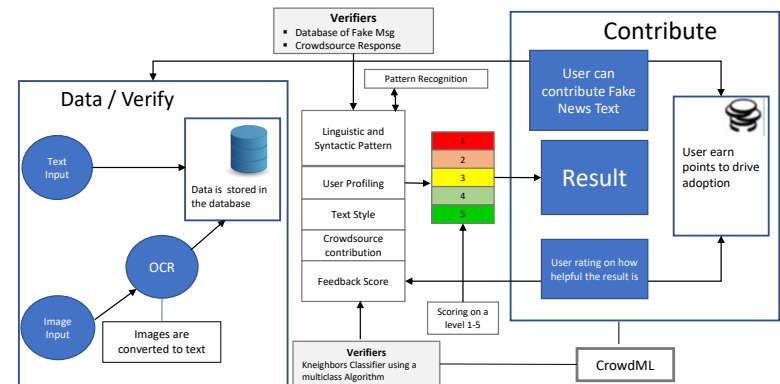 Verifiers
▪ Database of Fake Msg
▪ Crowdsource Response
Contribute
User can
contribute Fake
News Text
Pattern Recognition
Data / Verify
Text
Input
Data is stored in
the database
OCR
Image
Input
Images are
converted to text
Linguistic and
Syntactic Pattern
User Profiling
Text Style
Crowdsource
contribution
Feedback Score
1
2
3
4
5
Scoring on a
level 1-5
Result
User earn
points to drive
adoption
User rating on how
helpful the result is
Verifiers
Kneighbors Classifier using a
multiclass Algorithm
CrowdML